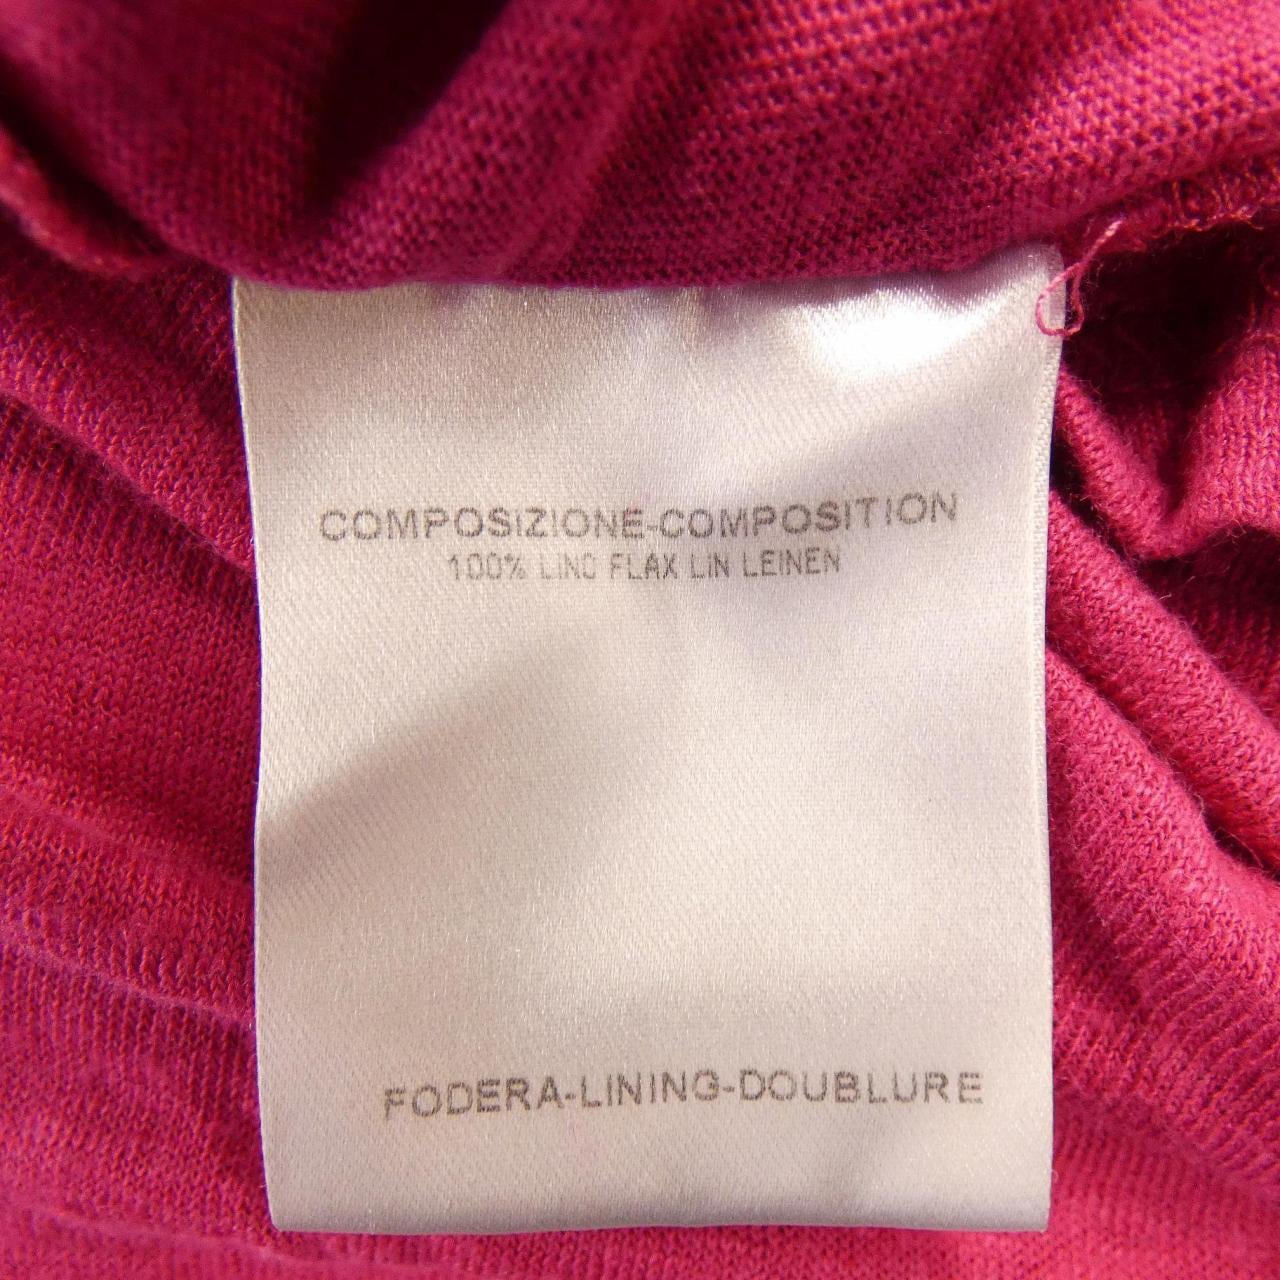 COMPOSIZIONE-COMPOSITION
100% LINO FLAX LIN LEINEN
FODERA-LINING-DOUBLURE